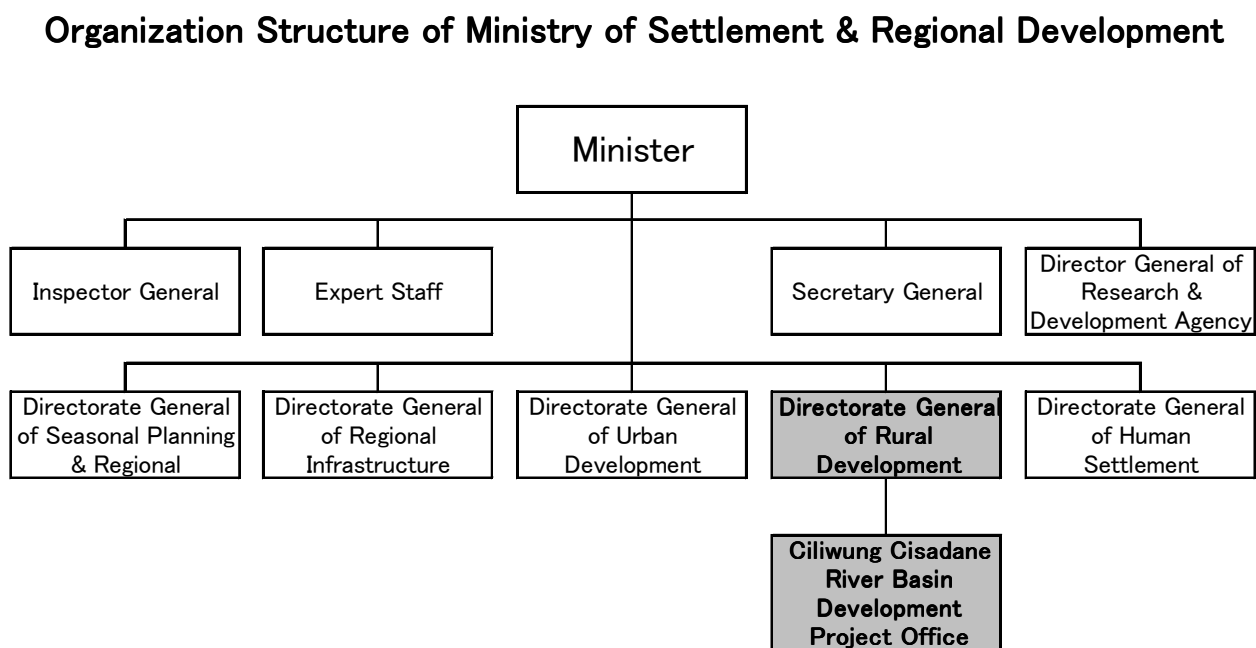 Organization Structure of Ministry of Settlement & Regional Development
Minister
Inspector General
Expert Staff
Secretary General
Director General of
Research &
Development Agency
Directorate General
of Seasonal Planning
& Regional
Directorate General
of Regional
Infrastructure
Directorate General
of Urban
Development
Directorate General
of Rural
Development
Directorate General
of Human
Settlement
Ciliwung Cisadane
River Basin
Development
Project Office